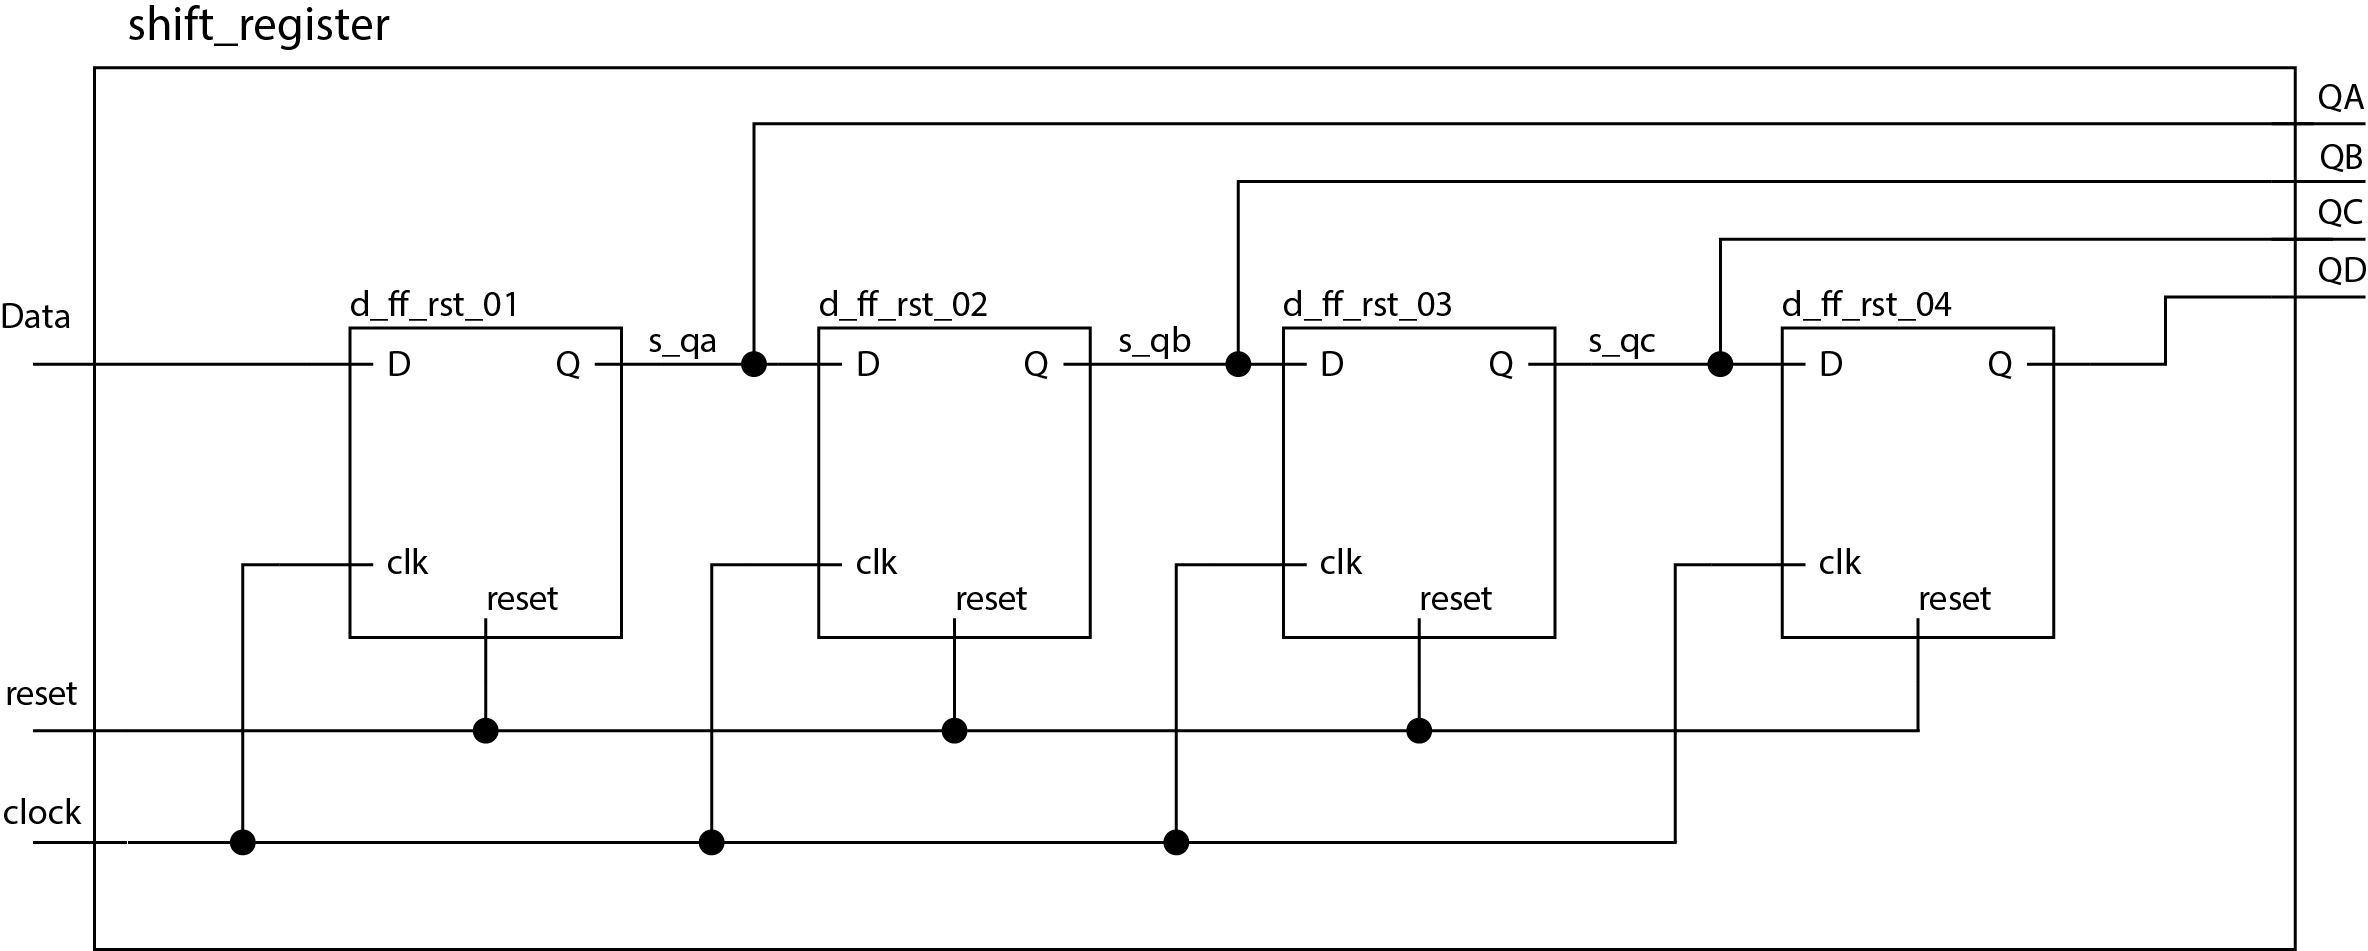 shift_register
QA
QB
QC
QD
Data
d_ff_rst_01
d_ff_rst_02
d_ff_rst_03
d_ff_rst_04
D Q s_qa D Q s_qb D Q s_qc D Q
clk clk clk clk
reset reset reset reset
reset
clock